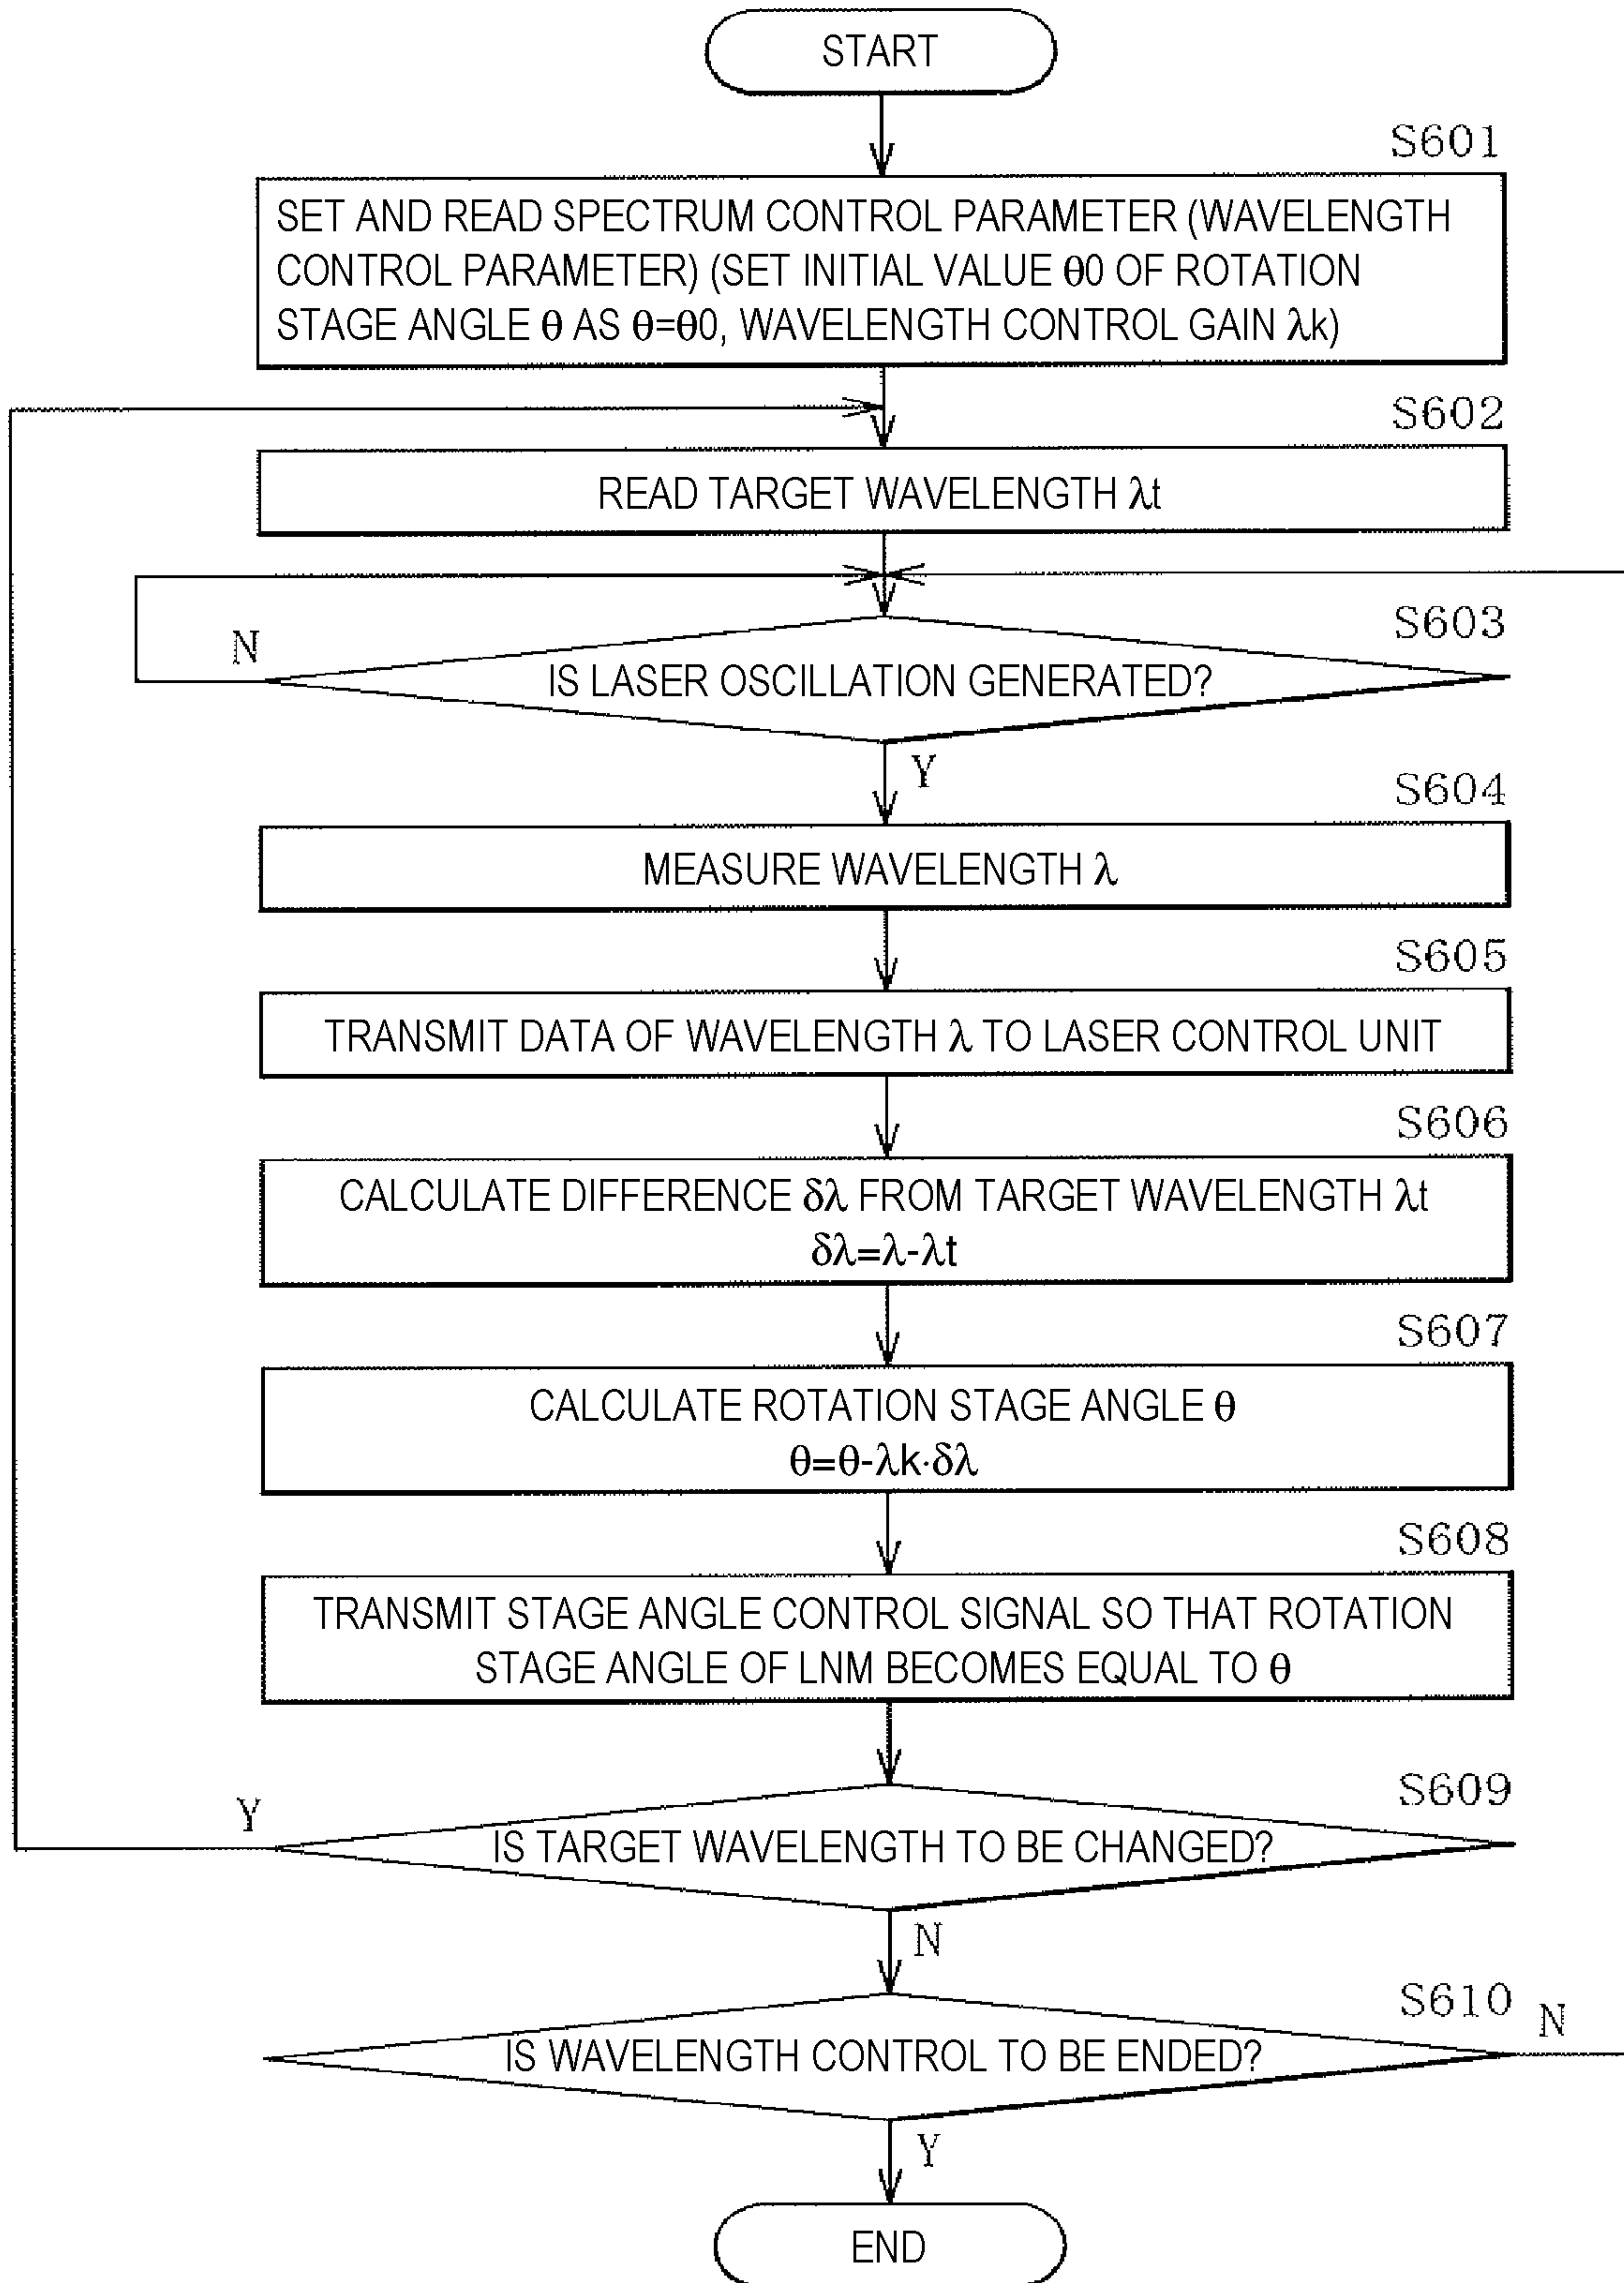 START
S601
SET AND READ SPECTRUM CONTROL PARAMETER (WAVELENGTH
CONTROL PARAMETER) (SET INITIAL VALUE θ0 OF ROTATION
STAGE ANGLE θ AS θ=θ0, WAVELENGTH CONTROL GAIN λk)
S602
READ TARGET WAVELENGTH λt
S603
N
IS LASER OSCILLATION GENERATED?
Y
S604
MEASURE WAVELENGTH λ
S605
TRANSMIT DATA OF WAVELENGTH λ TO LASER CONTROL UNIT
S606
CALCULATE DIFFERENCE δλ FROM TARGET WAVELENGTH λt
δλ=λ-λt
S607
CALCULATE ROTATION STAGE ANGLE θ
θ=θ-λk·δλ
S608
TRANSMIT STAGE ANGLE CONTROL SIGNAL SO THAT ROTATION
STAGE ANGLE OF LNM BECOMES EQUAL TO θ
S609
Y
IS TARGET WAVELENGTH TO BE CHANGED?
N
S610
N
IS WAVELENGTH CONTROL TO BE ENDED?
Y
END